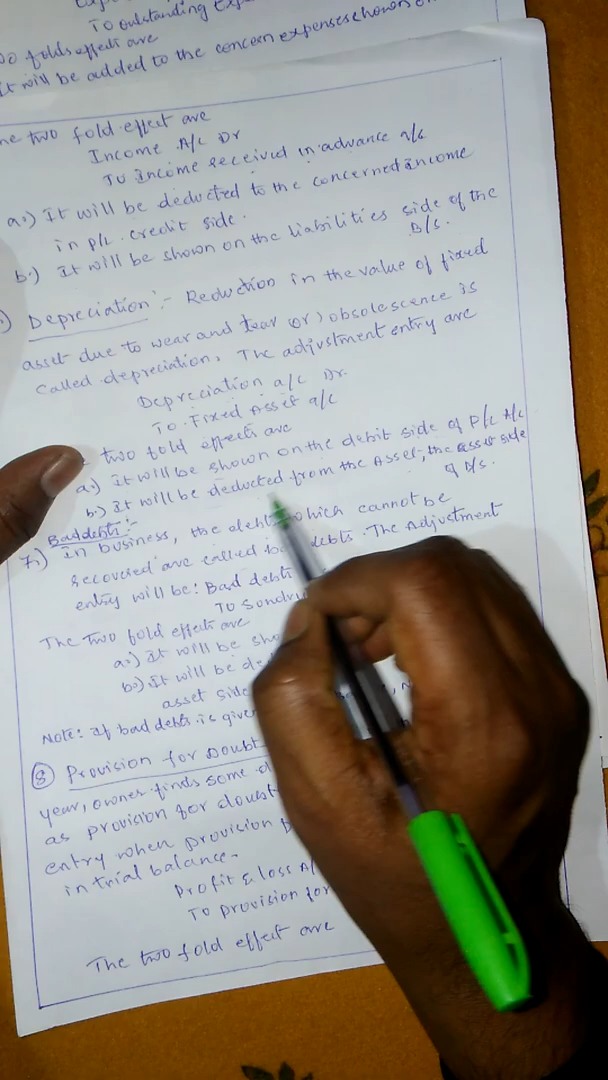 TO outstanding Exp
folds effects are
It will be added to the concern expenses shown on
two fold effect are
Income A/c Dr
To Income received in advance a/c
a.) It will be deducted to the concerned income
in P/L credit side.
b.) It will be shown on the liabilities side of the
B/S.
Depreciation :- Reduction in the value of fixed
asset due to wear and tear (or) obsolescence is
called depreciation. The adjustment entry are
Depreciation a/c Dr.
To Fixed Asset a/c
two fold effects are
a.) it will be shown on the debit side of P/L A/c
b.) it will be deducted from the Asset, the asset side
of B/S.
7.) Bad debts :-
in business, the debts which cannot be
recovered are called bad debts. The Adjustment
entry will be: Bad debts
To Sundry
The two fold effect are
a.) It will be sho
b.) It will be de
asset side
Note: If bad debts is give
8 Provision for Doubt
year, owner finds some d
as provision for doubt
entry when provision
in trial balance.
Profit & loss A/
To provision for
The two fold effect are